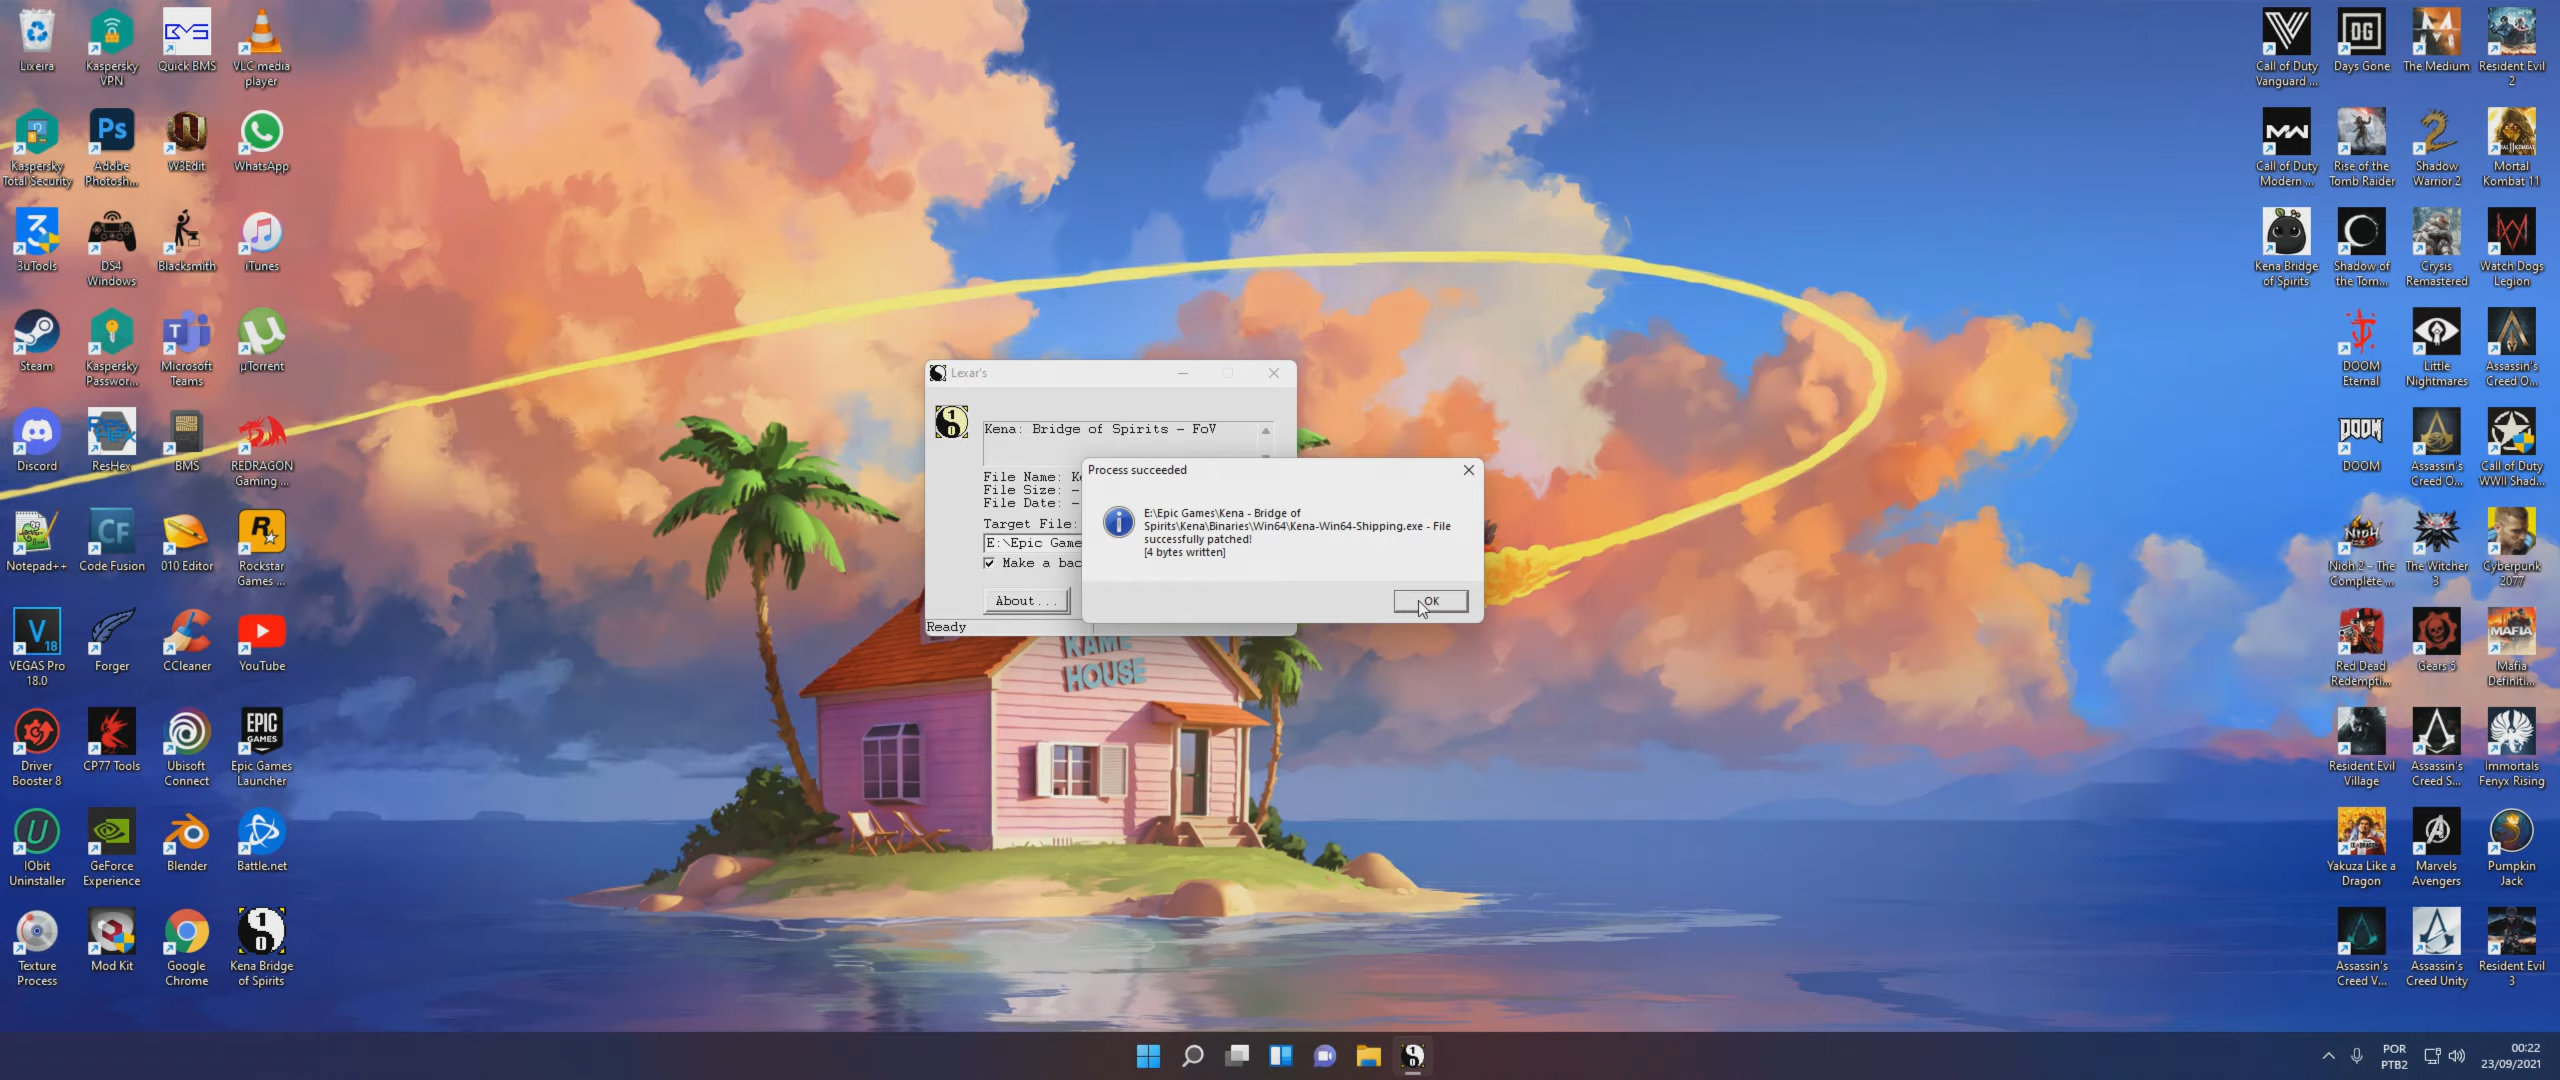 Lixeira
Kaspersky
VPN
Quick BMS
VLC media
player
Kaspersky
Total Security
Adobe
Photosh...
W3Edit
WhatsApp
3uTools
DS4
Windows
Blacksmith
iTunes
Steam
Kaspersky
Passwor...
Microsoft
Teams
µTorrent
Discord
ResHex
BMS
REDRAGON
Gaming ...
Notepad++
Code Fusion
010 Editor
Rockstar
Games ...
VEGAS Pro
18.0
Forger
CCleaner
YouTube
Driver
Booster 8
CP77 Tools
Ubisoft
Connect
Epic Games
Launcher
IObit
Uninstaller
GeForce
Experience
Blender
Battle.net
Texture
Process
Mod Kit
Google
Chrome
Kena Bridge
of Spirits
Lexar's
Kena: Bridge of Spirits - FoV
File Name: Ke
File Size: -
File Date: -
Target File:
E:\Epic Game
Make a bac
About...
Ready
Process succeeded
E:\Epic Games\Kena - Bridge of
Spirits\Kena\Binaries\Win64\Kena-Win64-Shipping.exe - File
successfully patched!
[4 bytes written]
OK
KAME
HOUSE
Call of Duty
Vanguard ...
Days Gone
The Medium
Resident Evil
2
Call of Duty
Modern ...
Rise of the
Tomb Raider
Shadow
Warrior 2
Mortal
Kombat 11
Kena Bridge
of Spirits
Shadow of
the Tom...
Crysis
Remastered
Watch Dogs
Legion
DOOM
Eternal
Little
Nightmares
Assassin's
Creed O...
DOOM
Assassin's
Creed O...
Call of Duty
WWII Shad...
Nioh 2 – The
Complete ...
The Witcher
3
Cyberpunk
2077
Red Dead
Redempti...
Gears 5
Mafia
Definiti...
Resident Evil
Village
Assassin's
Creed S...
Immortals
Fenyx Rising
Yakuza Like a
Dragon
Marvels
Avengers
Pumpkin
Jack
Assassin's
Creed V...
Assassin's
Creed Unity
Resident Evil
3
POR
PTB2
00:22
23/09/2021